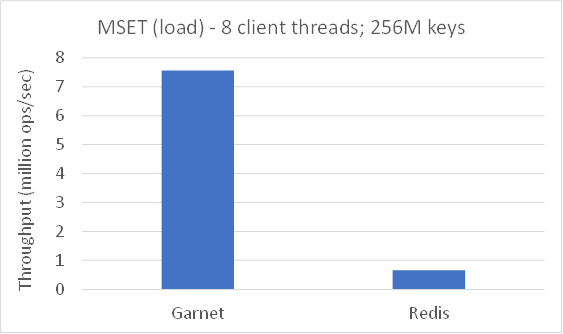 MSET (load) - 8 client threads; 256M keys
Throughput (million ops/sec)
8
7
6
5
4
3
2
1
0
Garnet
Redis